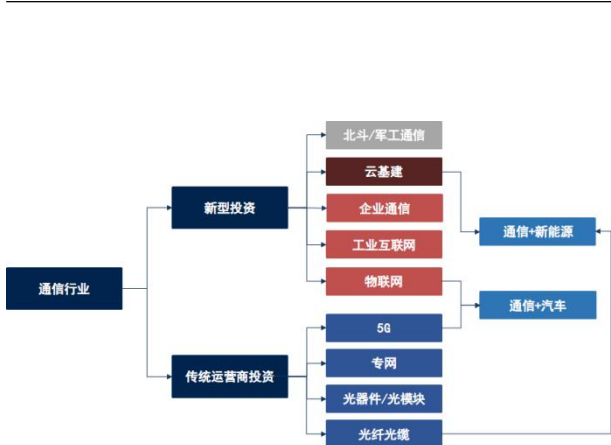 北斗/军工通信
云基建
新型投资
企业通信
通信+新能源
工业互联网
通信行业
物联网
通信+汽车
5G
专网
传统运营商投资
光器件/光模块
光纤光缆